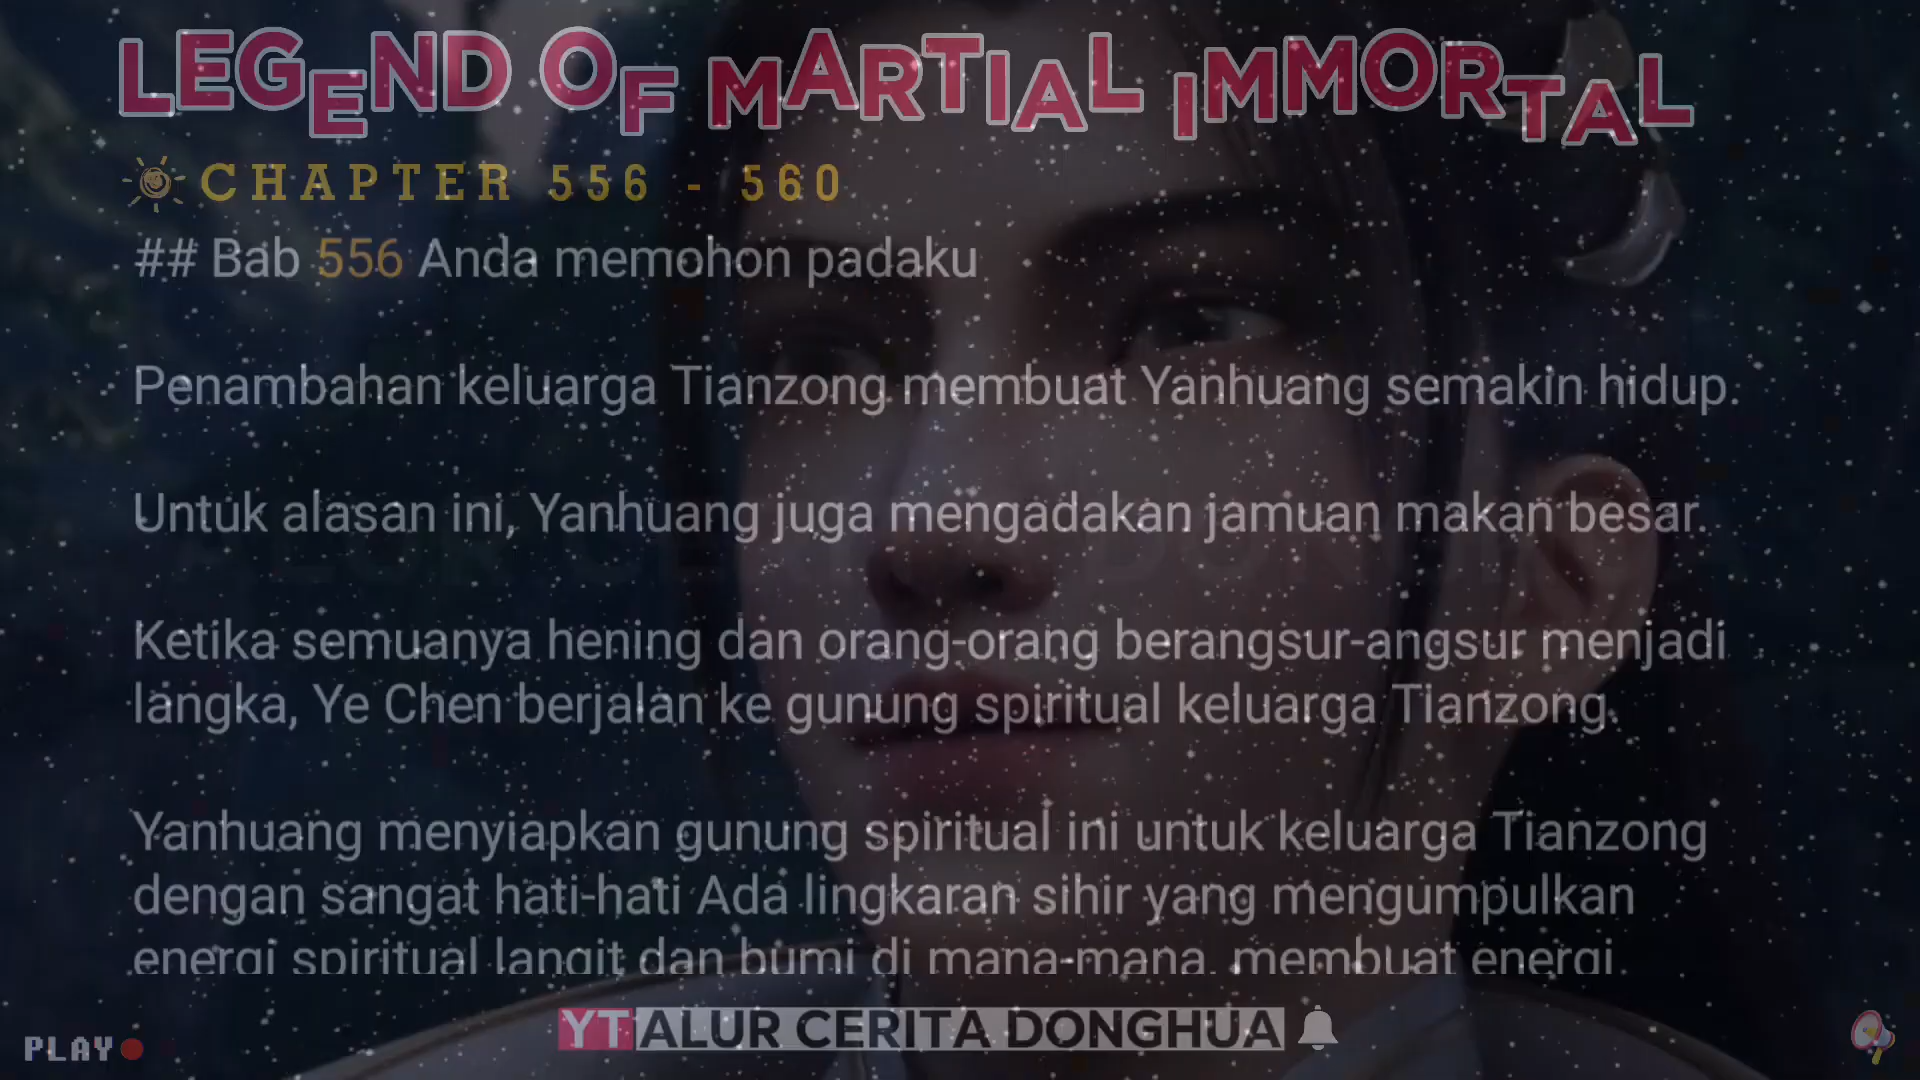 LEGEND OF MARTIAL IMMORTAL
CHAPTER 556 - 560
## Bab 556 Anda memohon padaku
Penambahan keluarga Tianzong membuat Yanhuang semakin hidup.
Untuk alasan ini, Yanhuang juga mengadakan jamuan makan besar.
Ketika semuanya hening dan orang-orang berangsur-angsur menjadi
langka, Ye Chen berjalan ke gunung spiritual keluarga Tianzong.
Yanhuang menyiapkan gunung spiritual ini untuk keluarga Tianzong
dengan sangat hati-hati Ada lingkaran sihir yang mengumpulkan
energi spiritual langit dan bumi di mana-mana, membuat energi
YT ALUR CERITA DONGHUA
PLAY